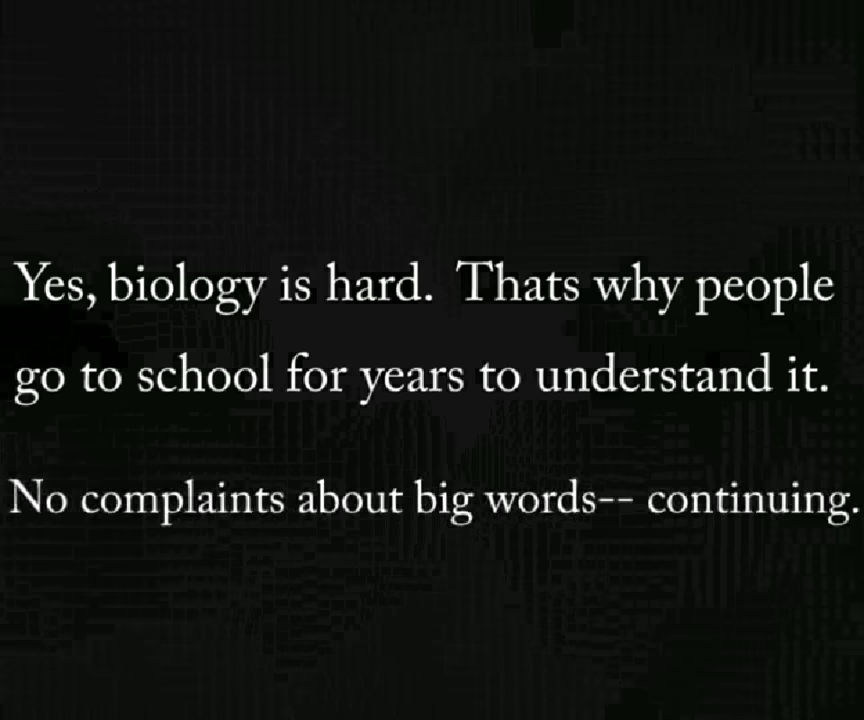 Yes, biology is hard.  Thats why people
go to school for years to understand it.
No complaints about big words-- continuing.